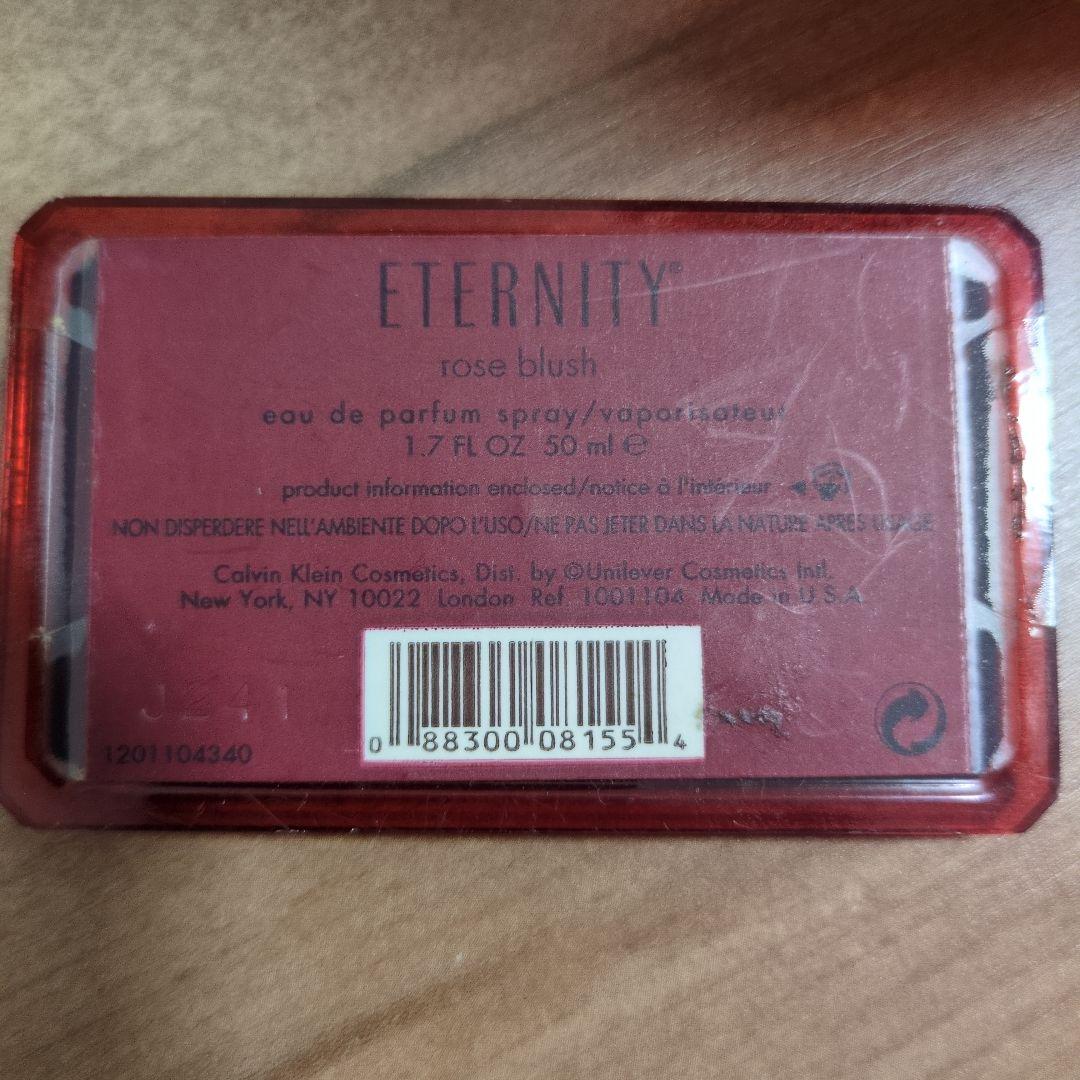 ETERNITY®
rose blush
eau de parfum spray/vaporisateur
1.7 FL OZ 50 ml ℮
product information enclosed/notice à l'intérieur
NON DISPERDERE NELL'AMBIENTE DOPO L'USO/NE PAS JETER DANS LA NATURE APRES USAGE
Calvin Klein Cosmetics, Dist. by ©Unilever Cosmetics Intl.
New York, NY 10022 London Ref. 1001104 Made in U.S.A.
JZ41
1201104340
0 88300 08155 4